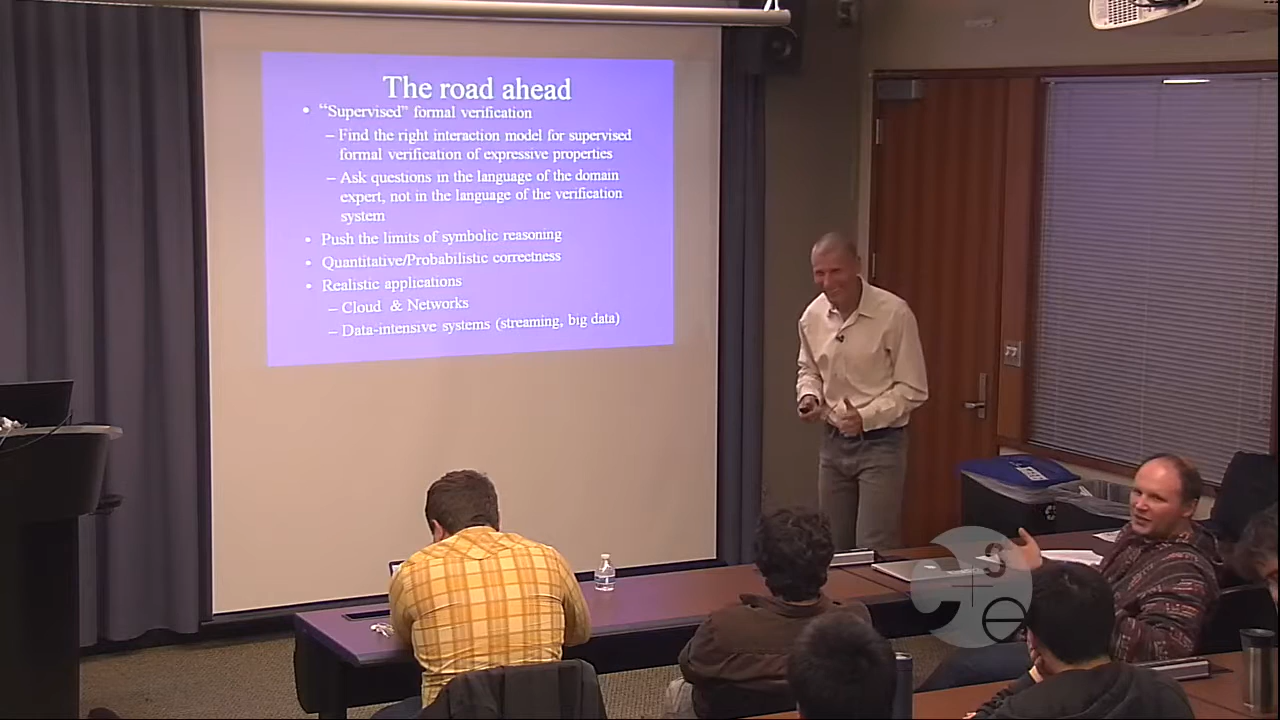 The road ahead
• “Supervised” formal verification
– Find the right interaction model for supervised
formal verification of expressive properties
– Ask questions in the language of the domain
expert, not in the language of the verification
system
• Push the limits of symbolic reasoning
• Quantitative/Probabilistic correctness
• Realistic applications
– Cloud & Networks
– Data-intensive systems (streaming, big data)
c s e